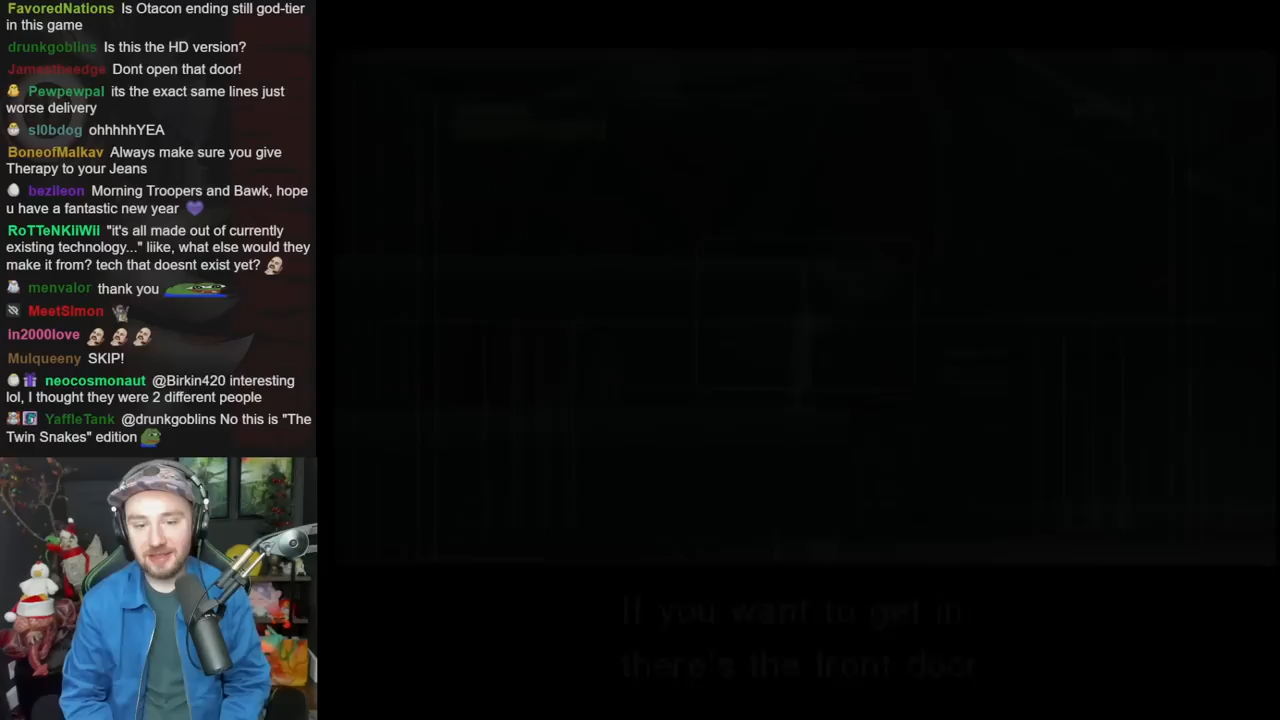 FavoredNations Is Otacon ending still god-tier
in this game
drunkgoblins Is this the HD version?
Jamestheedge Dont open that door!
Pewpewpal its the exact same lines just
worse delivery
sl0bdog ohhhhhYEA
BoneofMalkav Always make sure you give
Therapy to your Jeans
bezileon Morning Troopers and Bawk, hope
u have a fantastic new year
RoTTeNKiiWii "it's all made out of currently
existing technology..." liike, what else would they
make it from? tech that doesnt exist yet?
menvalor thank you
MeetSimon
in2000love
Mulqueeny SKIP!
neocosmonaut @Birkin420 interesting
lol, I thought they were 2 different people
YaffleTank @drunkgoblins No this is "The
Twin Snakes" edition
If you want to get in
there's the front door